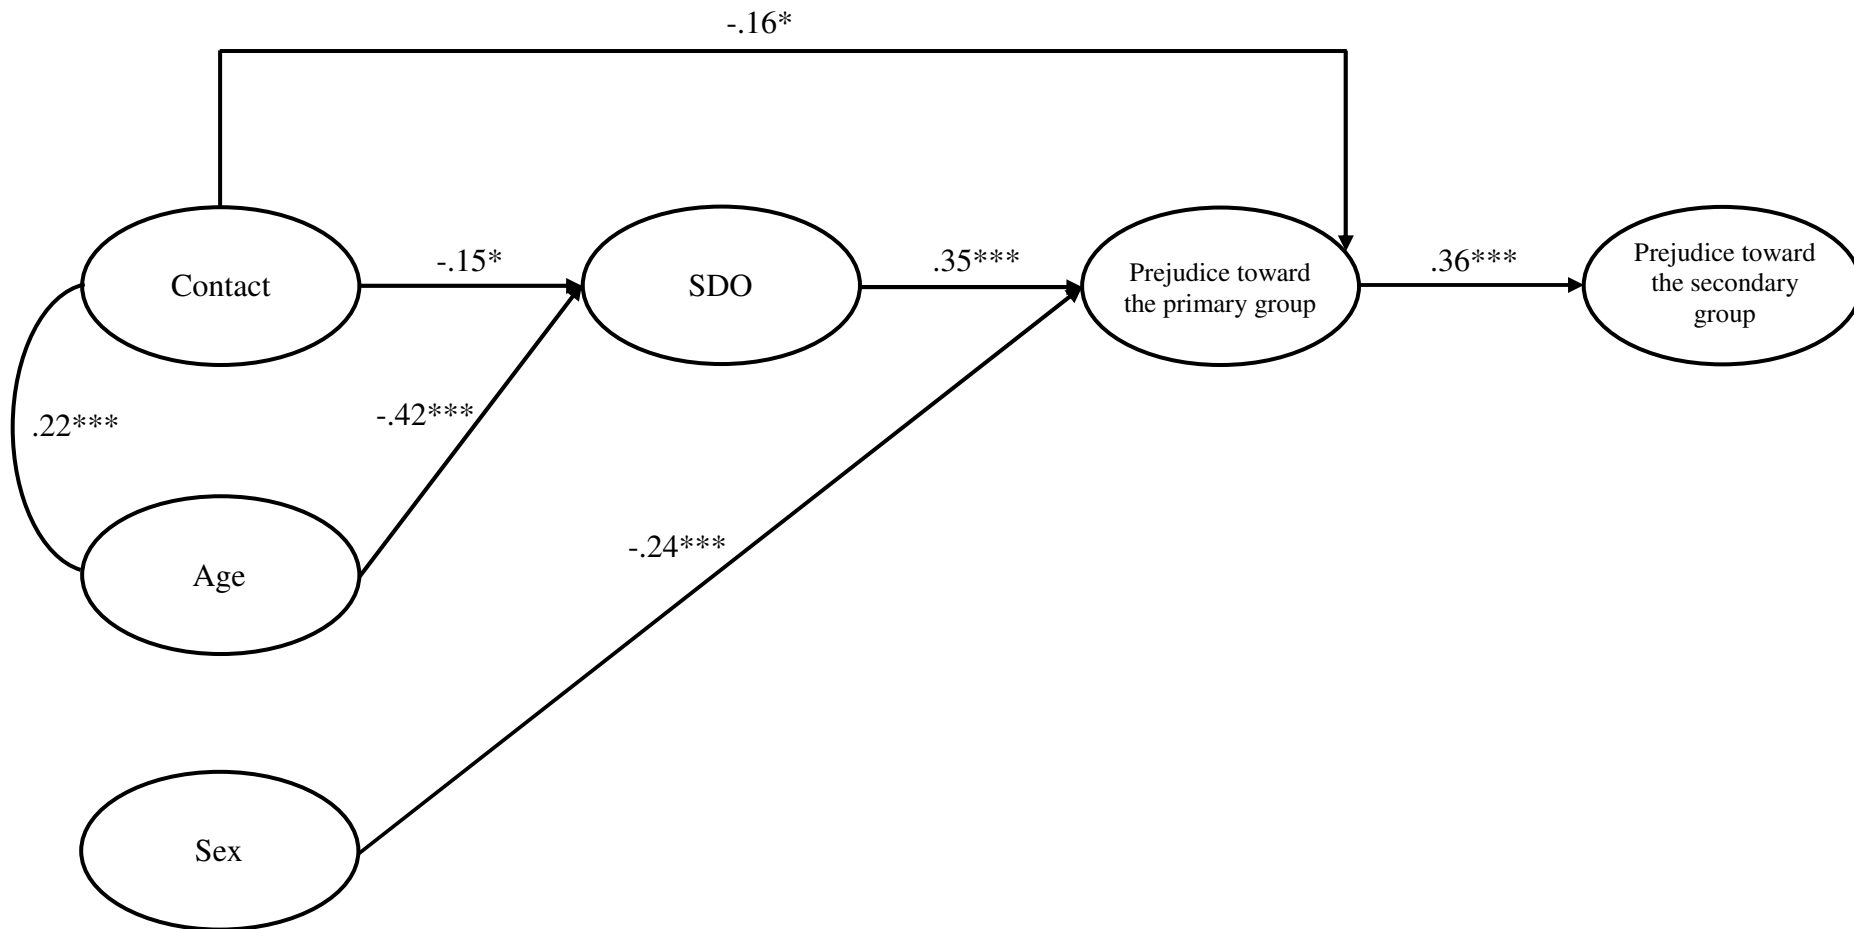 -.16*
Contact
-.15*
SDO
.35***
Prejudice toward
the primary group
.36***
Prejudice toward
the secondary
group
.22***
-.42***
Age
-.24***
Sex